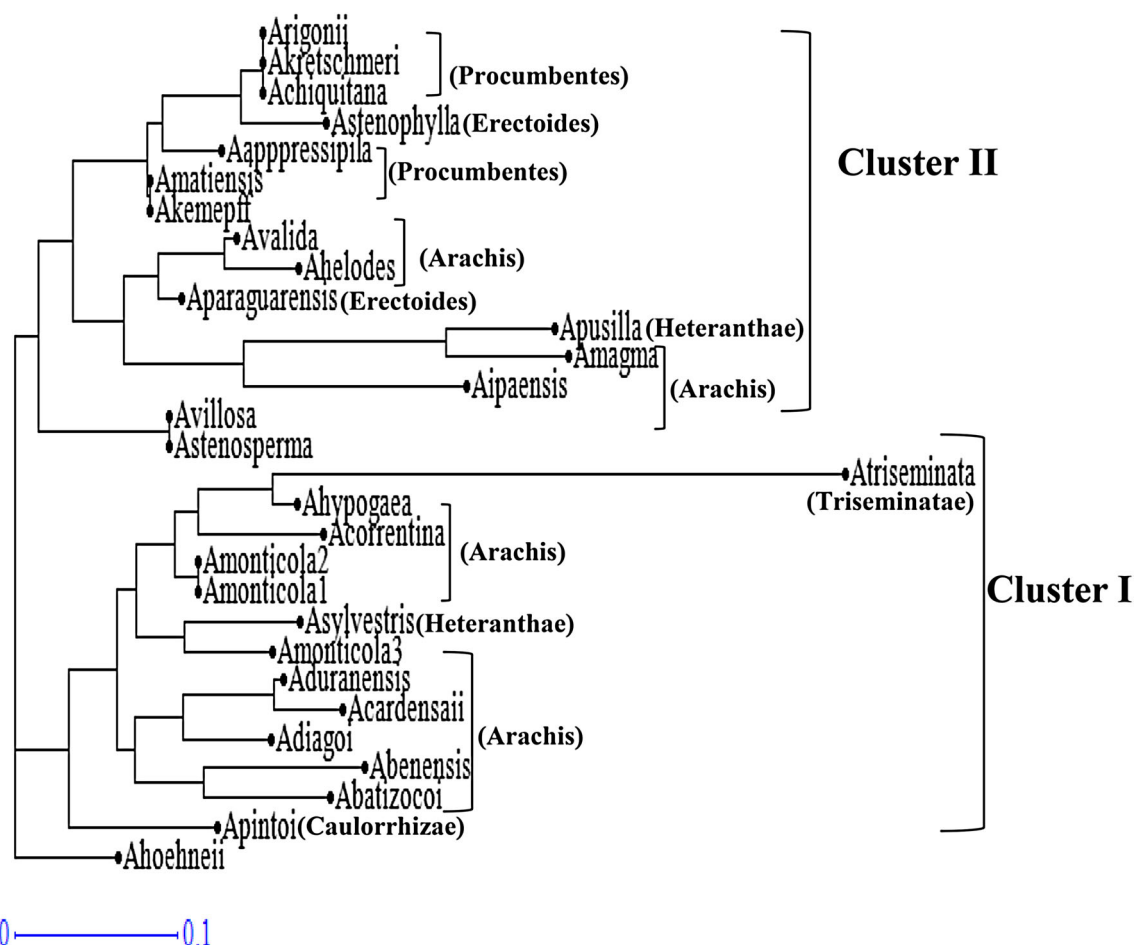 Arigonii
Akretschmeri
(Procumbentes)
Achiquitana
Astenophylla(Erectoides)
Aapppressipila
Cluster II
(Procumbentes)
Amatiensis
Akemepff
Avalida
(Arachis)
Ahelodes
Aparaguarensis(Erectoides)
Apusilla(Heteranthae)
Amagma
Aipaensis
(Arachis)
Avillosa
Astenosperma
Atriseminata
(Triseminatae)
Ahypogaea
Acorrentina
(Arachis)
Amonticola2
Amonticola1
Cluster I
Asylvestris(Heteranthae)
Amonticola3
Aduranensis
Acardensaii
(Arachis)
Adiagoi
Abenensis
Abatizocoi
Apintoi(Caulorrhizae)
Ahoehneii
0 0.1